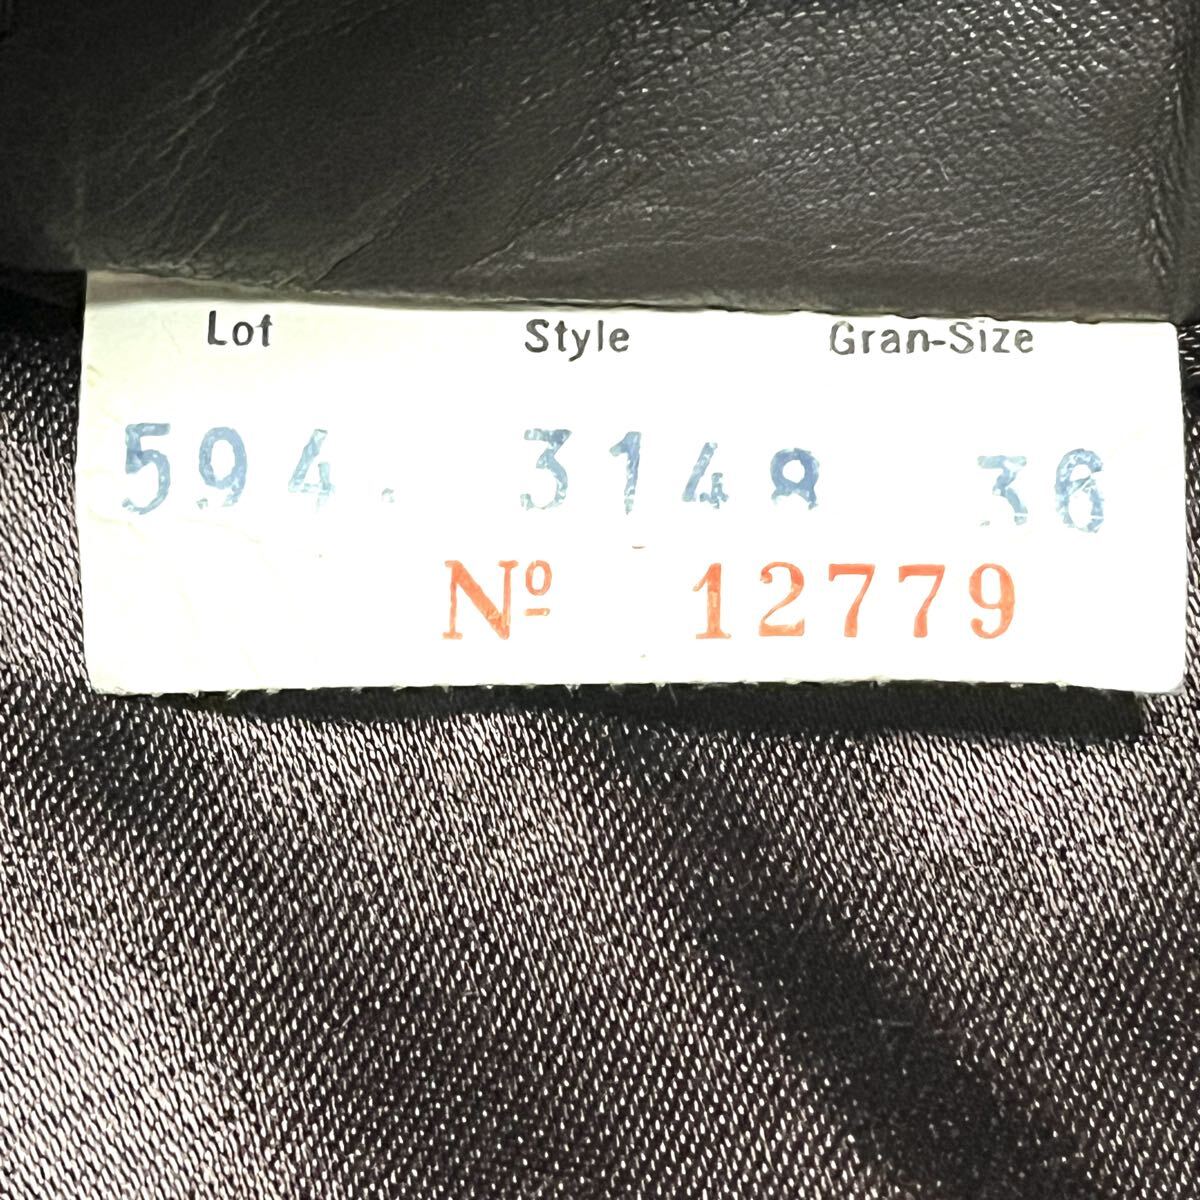 Lot Style Gran-Size
594. 3148 36
Nº 12779